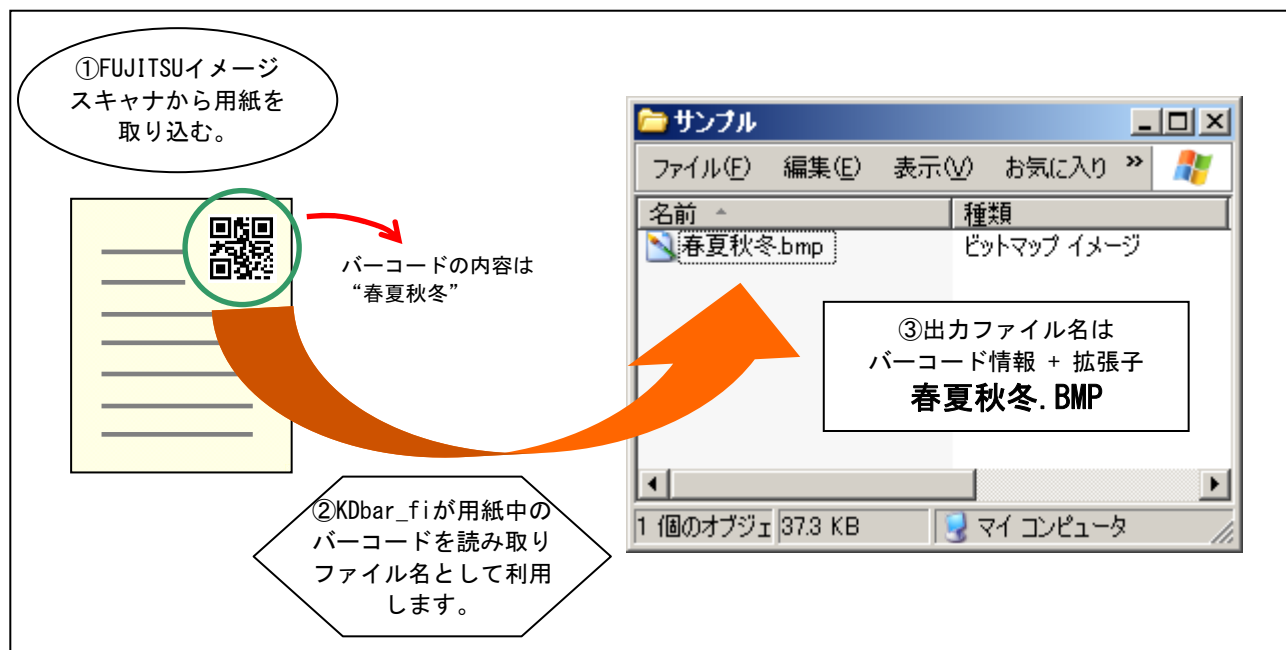 ①FUJITSUイメージ
スキャナから用紙を
取り込む。
バーコードの内容は
“春夏秋冬”
②KDbar_fiが用紙中の
バーコードを読み取り
ファイル名として利用
します。
サンプル
ファイル(F) 編集(E) 表示(V) お気に入り »
名前 種類
春夏秋冬.bmp ビットマップ イメージ
③出力ファイル名は
バーコード情報 + 拡張子
春夏秋冬.BMP
1 個のオブジェ 37.3 KB マイ コンピュータ